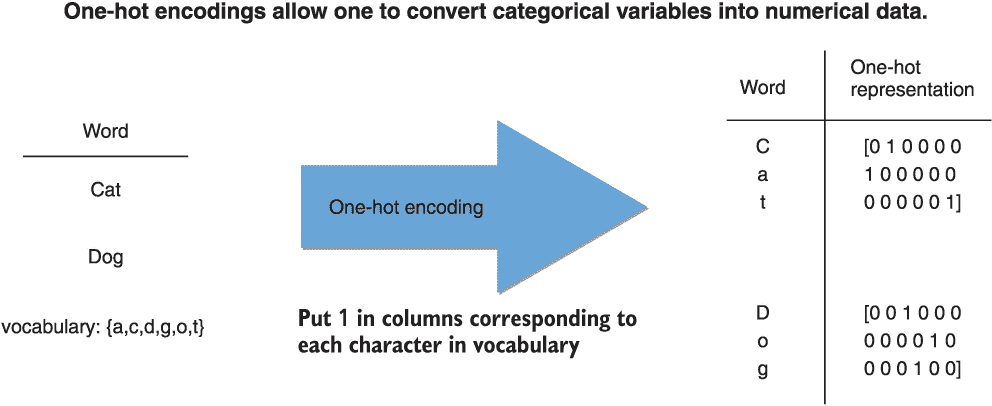 One-hot encodings allow one to convert categorical variables into numerical data.
Word
Cat
Dog
vocabulary: {a,c,d,g,o,t}
One-hot encoding
Put 1 in columns corresponding to
each character in vocabulary
Word
One-hot
representation
C [0 1 0 0 0 0
a 1 0 0 0 0 0
t 0 0 0 0 0 1]
D [0 0 1 0 0 0
o 0 0 0 0 1 0
g 0 0 0 1 0 0]